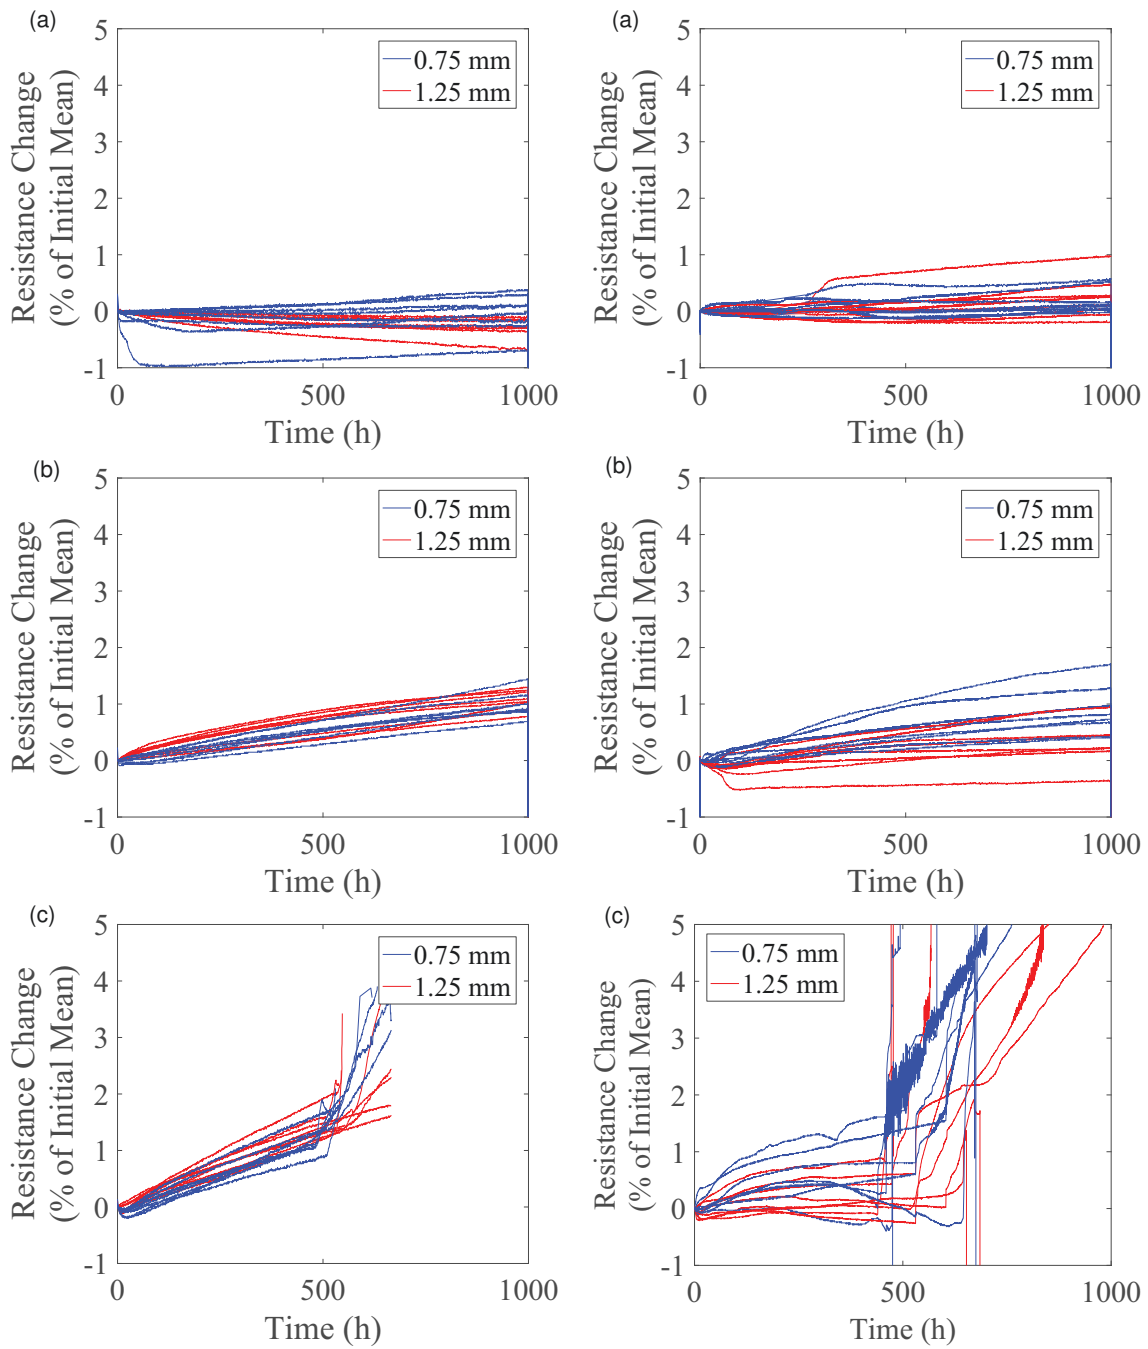 (a)
5
4
3
2
1
0
-1
Resistance Change
(% of Initial Mean)
0.75 mm
1.25 mm
0
500
1000
Time (h)
(a)
5
4
3
2
1
0
-1
Resistance Change
(% of Initial Mean)
0.75 mm
1.25 mm
0
500
1000
Time (h)
(b)
5
4
3
2
1
0
-1
Resistance Change
(% of Initial Mean)
0.75 mm
1.25 mm
0
500
1000
Time (h)
(b)
5
4
3
2
1
0
-1
Resistance Change
(% of Initial Mean)
0.75 mm
1.25 mm
0
500
1000
Time (h)
(c)
5
4
3
2
1
0
-1
Resistance Change
(% of Initial Mean)
0.75 mm
1.25 mm
0
500
1000
Time (h)
(c)
5
4
3
2
1
0
-1
Resistance Change
(% of Initial Mean)
0.75 mm
1.25 mm
0
500
1000
Time (h)